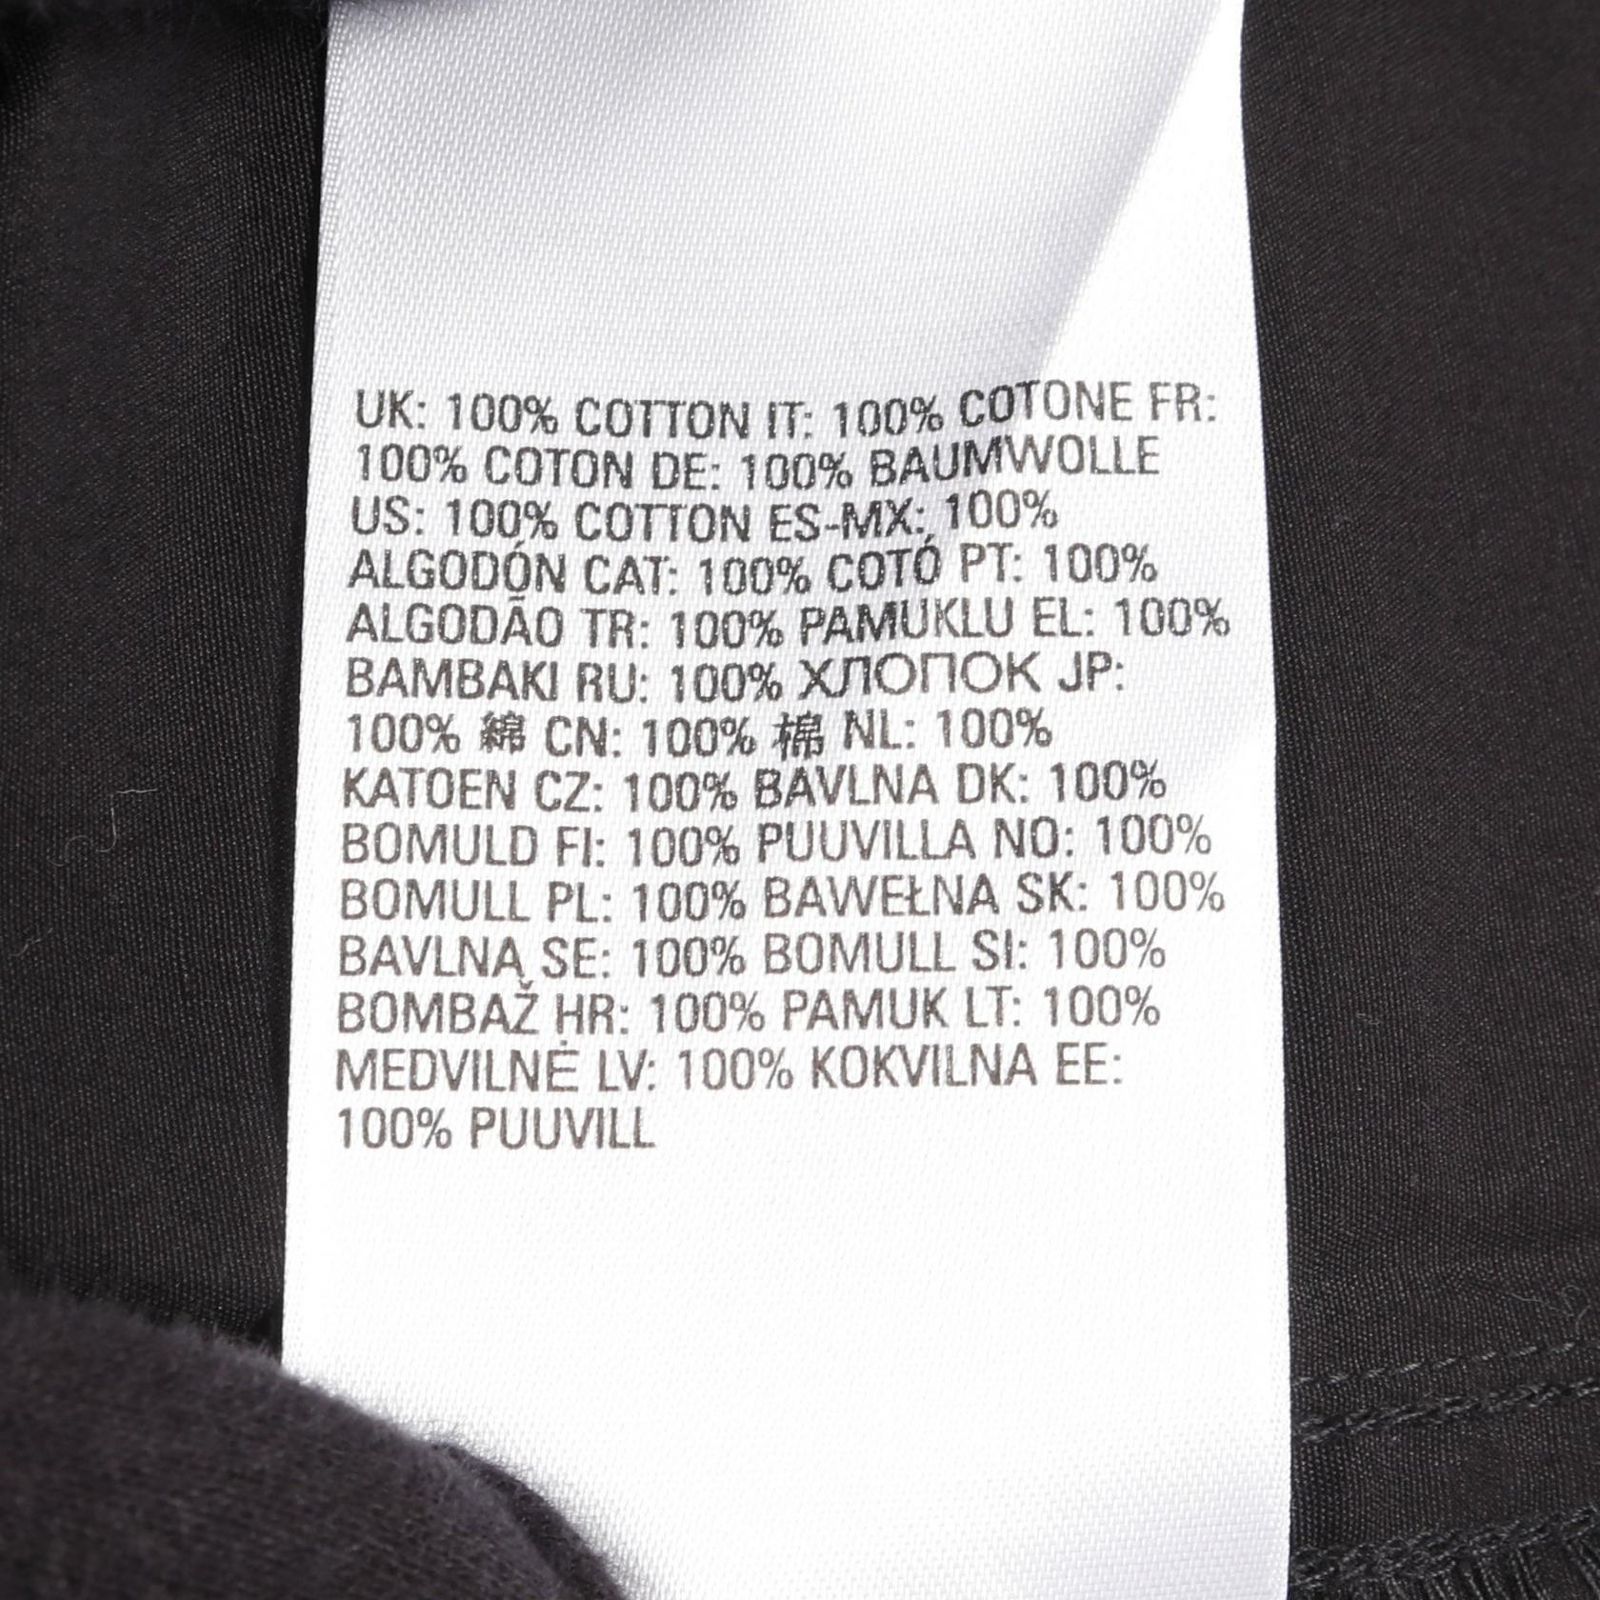 UK: 100% COTTON IT: 100% COTONE FR:
100% COTON DE: 100% BAUMWOLLE
US: 100% COTTON ES-MX: 100%
ALGODÓN CAT: 100% COTÓ PT: 100%
ALGODÃO TR: 100% PAMUKLU EL: 100%
BAMBAKI RU: 100% ХЛОПОК JP:
100% 綿 CN: 100% 棉 NL: 100%
KATOEN CZ: 100% BAVLNA DK: 100%
BOMULD FI: 100% PUUVILLA NO: 100%
BOMULL PL: 100% BAWEŁNA SK: 100%
BAVLNA SE: 100% BOMULL SI: 100%
BOMBAŽ HR: 100% PAMUK LT: 100%
MEDVILNĖ LV: 100% KOKVILNA EE:
100% PUUVILL